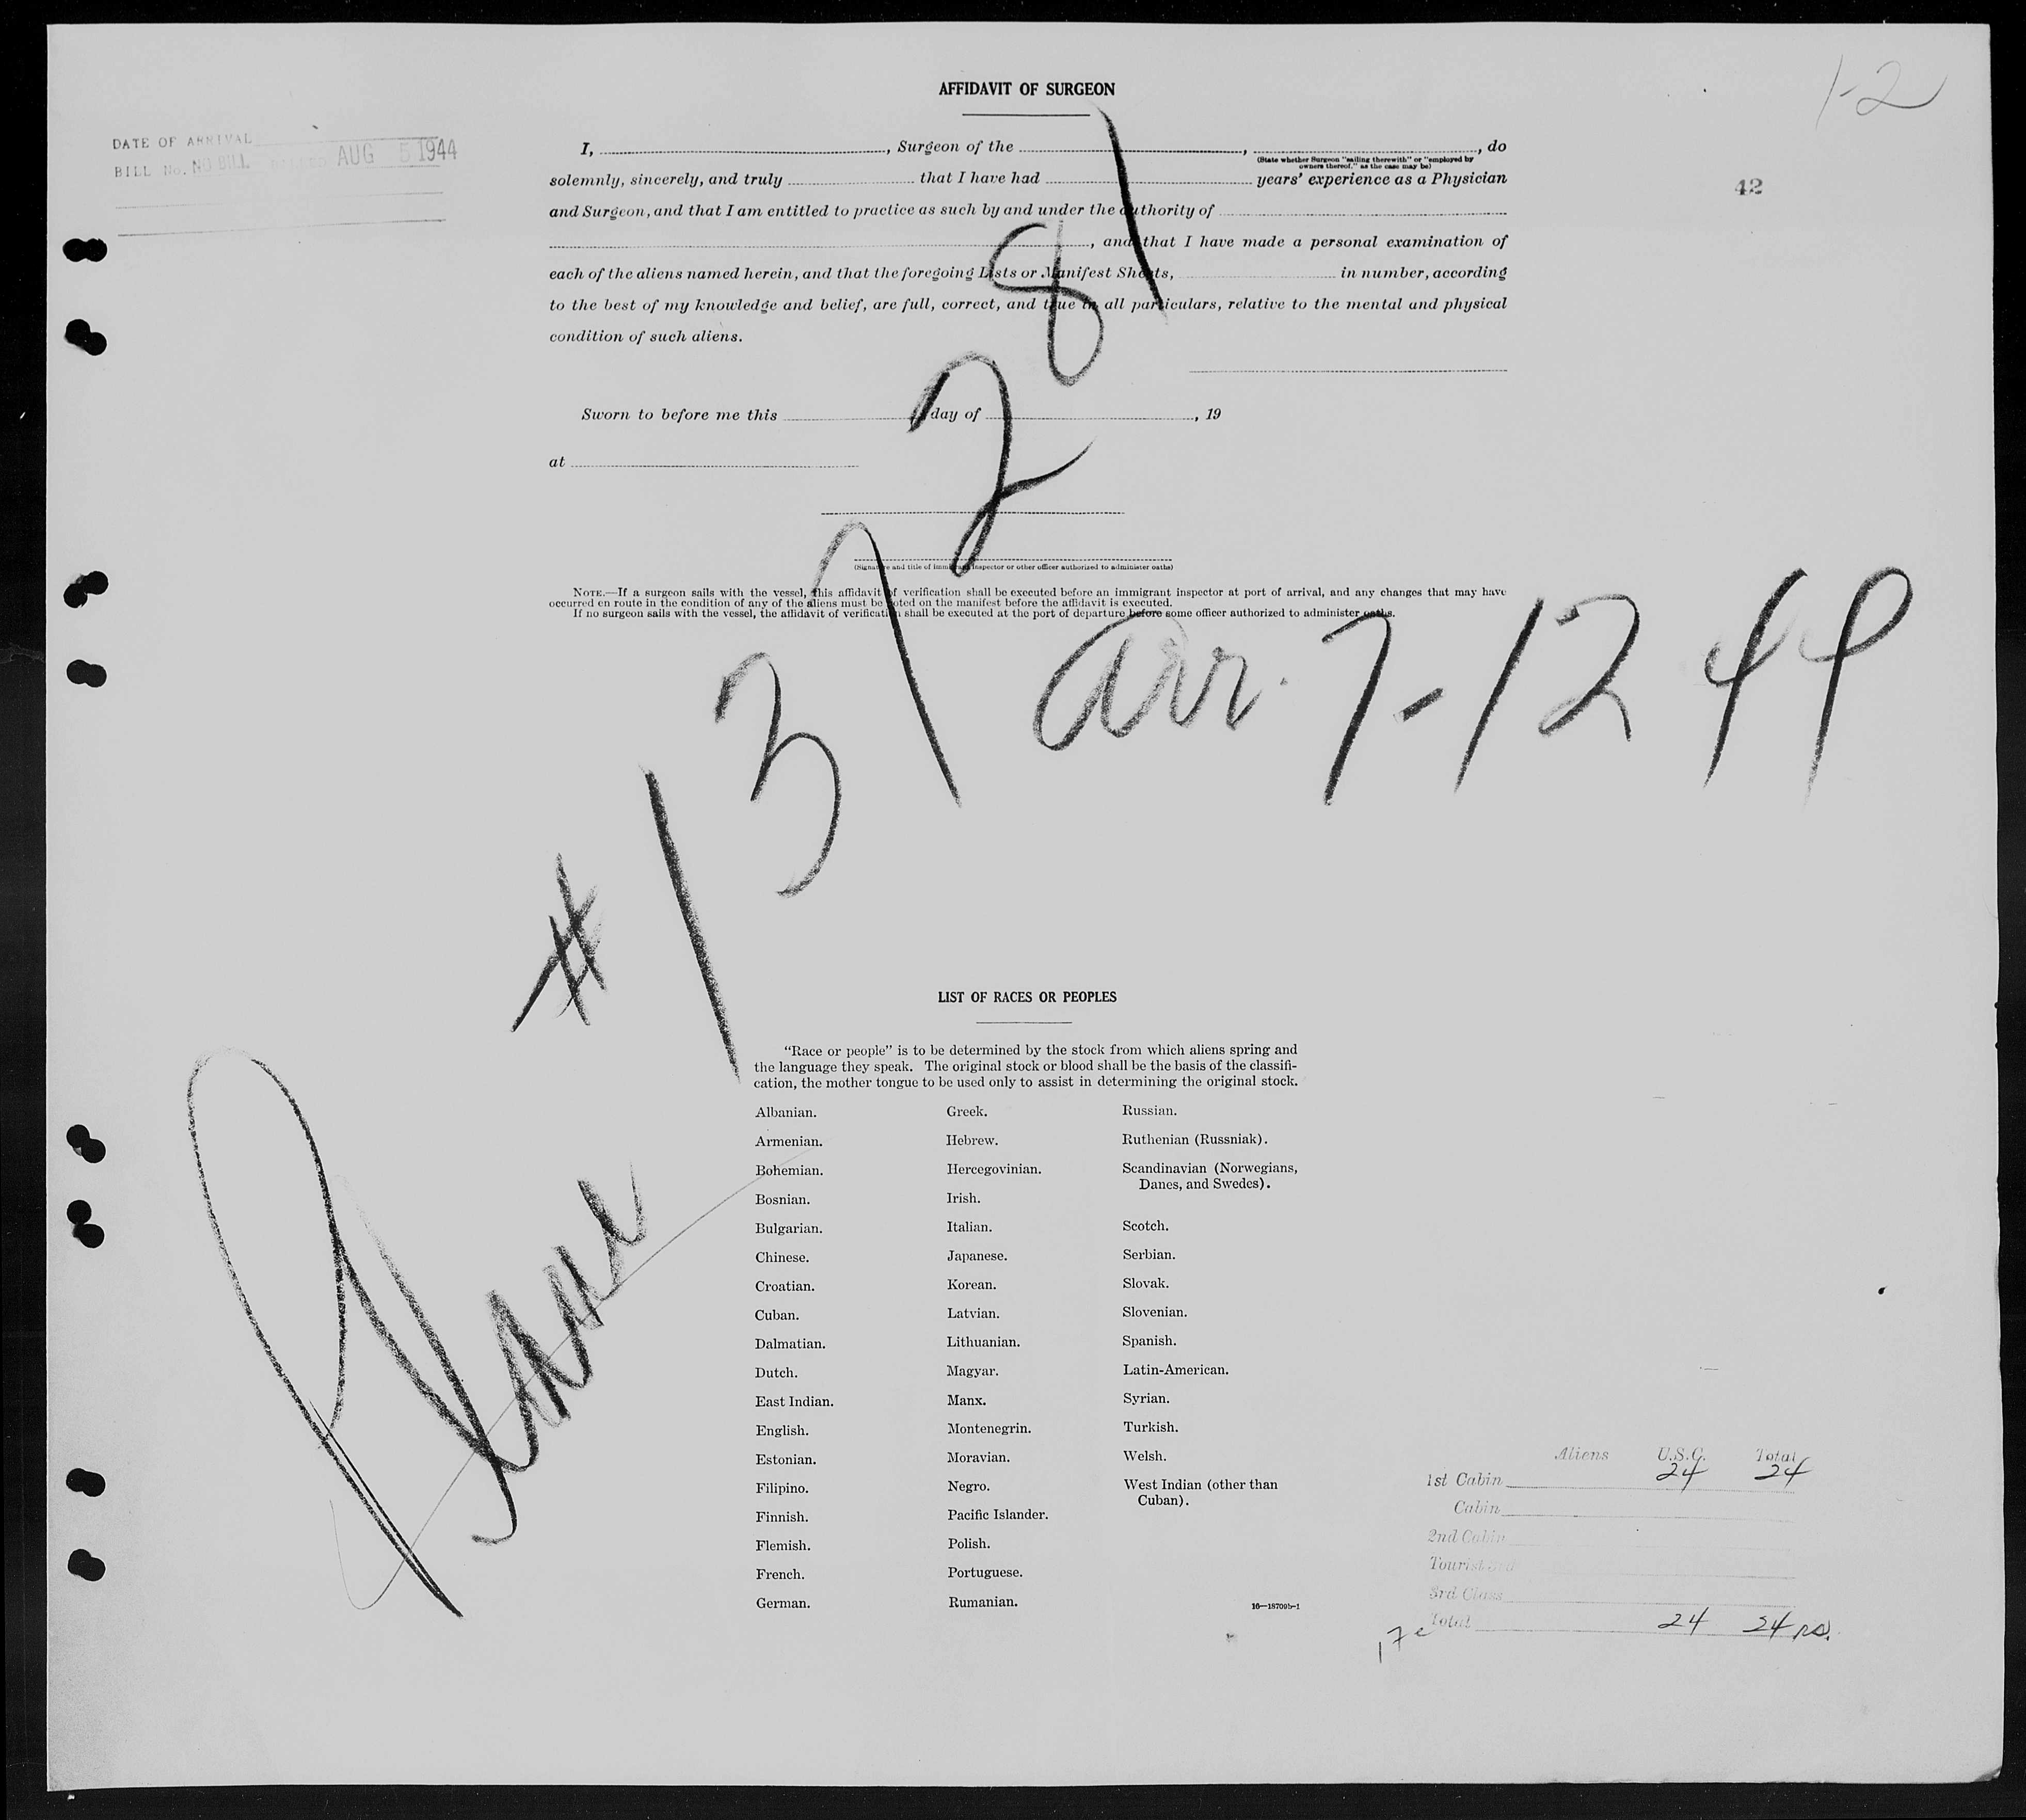 AFFIDAVIT OF SURGEON
1-2
DATE OF ARRIVAL
BILL No. NO BILL AUG 5 1944
42
I, , Surgeon of the , , do
(State whether Surgeon "sailing therewith" or "employed by
owners thereof," as the case may be)
solemnly, sincerely, and truly that I have had years' experience as a Physician
and Surgeon, and that I am entitled to practice as such by and under the authority of
, and that I have made a personal examination of
each of the aliens named herein, and that the foregoing Lists or Manifest Sheets, in number, according
to the best of my knowledge and belief, are full, correct, and true in all particulars, relative to the mental and physical
condition of such aliens.
Sworn to before me this day of , 19
at
(Signature and title of immigrant inspector or other officer authorized to administer oaths)
NOTE.—If a surgeon sails with the vessel, this affidavit of verification shall be executed before an immigrant inspector at port of arrival, and any changes that may have
occurred en route in the condition of any of the aliens must be noted on the manifest before the affidavit is executed.
If no surgeon sails with the vessel, the affidavit of verification shall be executed at the port of departure before some officer authorized to administer oaths.
Plane #137281
arr. 7-12 44
LIST OF RACES OR PEOPLES
"Race or people" is to be determined by the stock from which aliens spring and
the language they speak. The original stock or blood shall be the basis of the classifi-
cation, the mother tongue to be used only to assist in determining the original stock.
Albanian.
Armenian.
Bohemian.
Bosnian.
Bulgarian.
Chinese.
Croatian.
Cuban.
Dalmatian.
Dutch.
East Indian.
English.
Estonian.
Filipino.
Finnish.
Flemish.
French.
German.
Greek.
Hebrew.
Hercegovinian.
Irish.
Italian.
Japanese.
Korean.
Latvian.
Lithuanian.
Magyar.
Manx.
Montenegrin.
Moravian.
Negro.
Pacific Islander.
Polish.
Portuguese.
Rumanian.
Russian.
Ruthenian (Russniak).
Scandinavian (Norwegians,
Danes, and Swedes).
Scotch.
Serbian.
Slovak.
Slovenian.
Spanish.
Latin-American.
Syrian.
Turkish.
Welsh.
West Indian (other than
Cuban).
16—18709b-1
Aliens U.S.C. Total
1st Cabin 24 24
Cabin
2nd Cabin
Tourist 3rd
3rd Class
Total 24 24